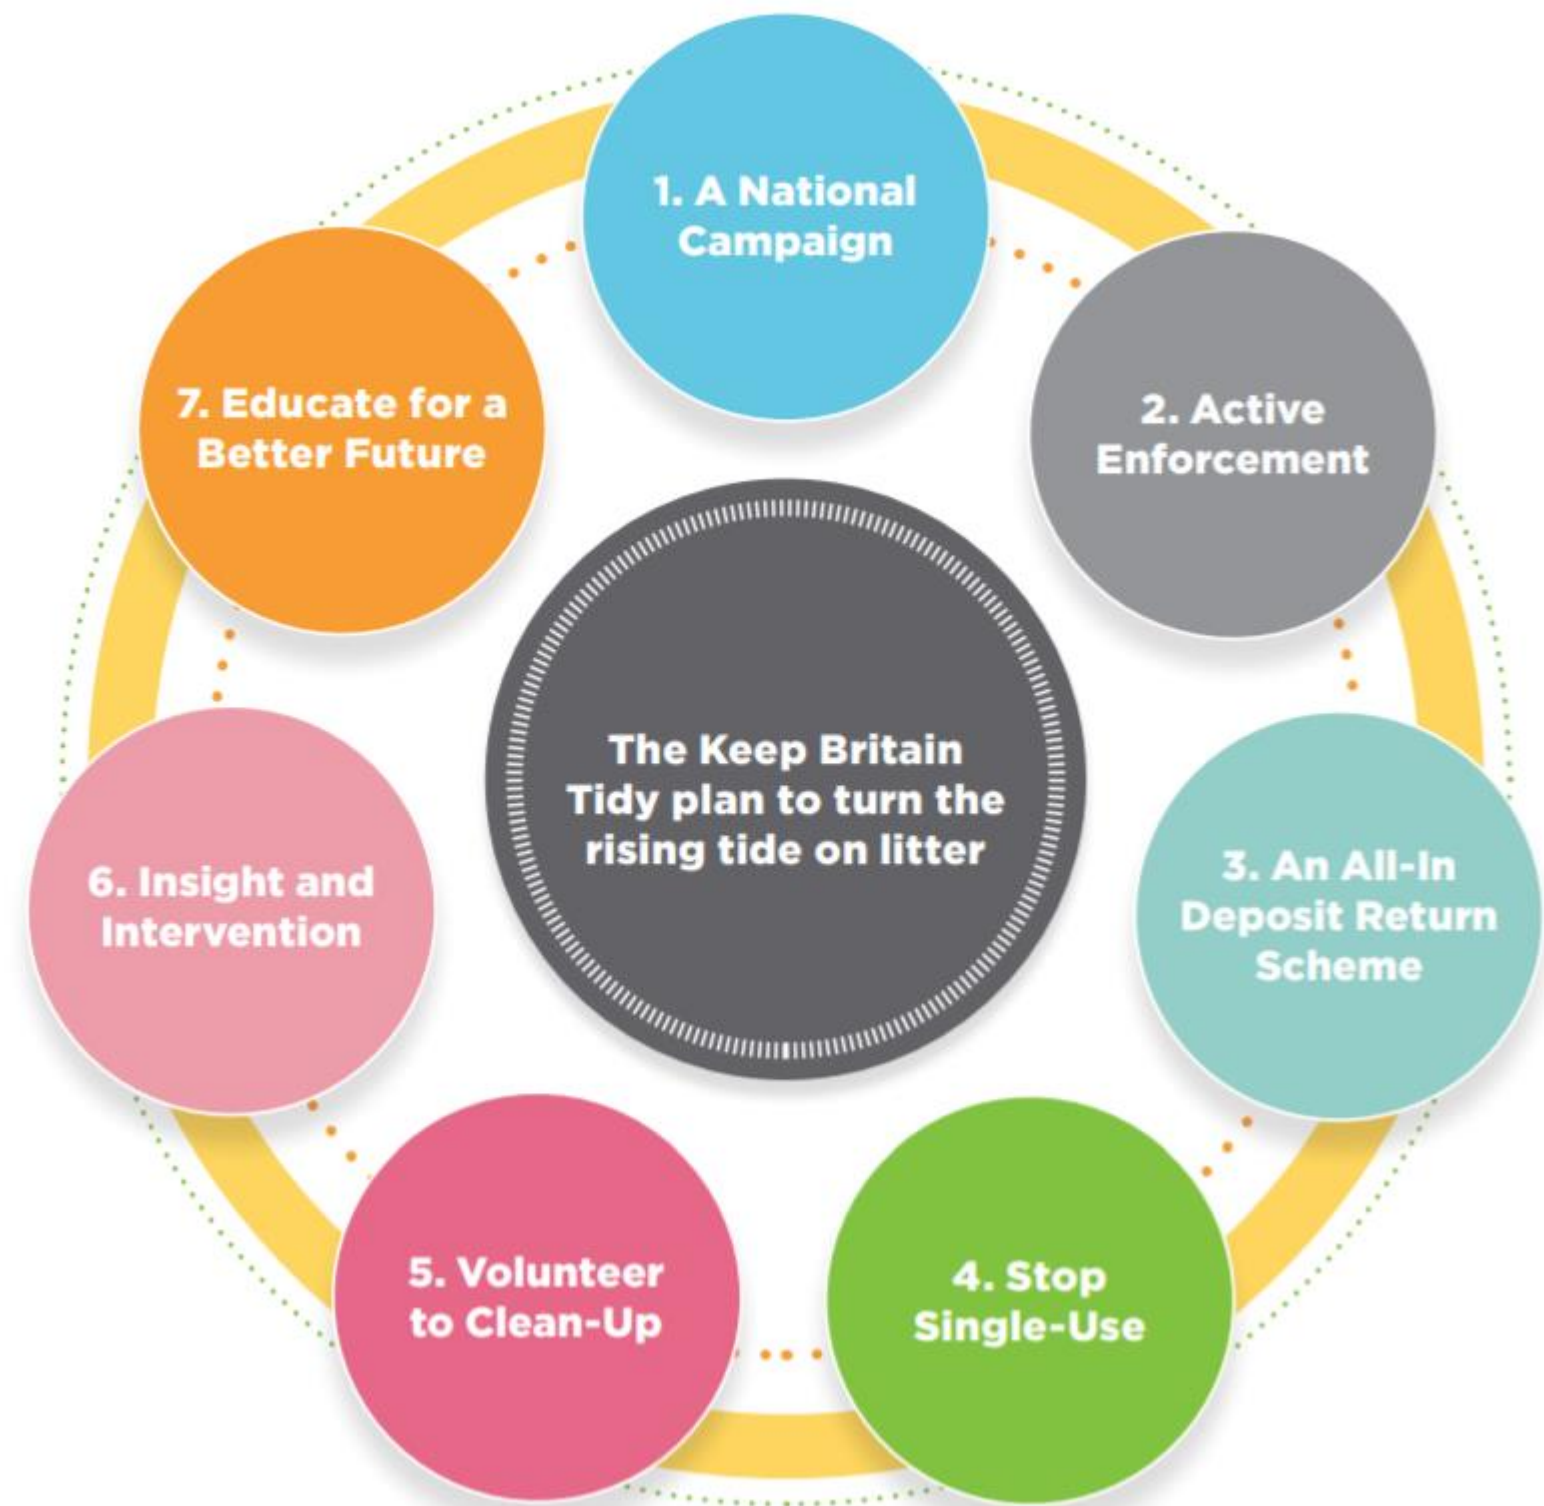 1. A National
Campaign
2. Active
Enforcement
3. An All-In
Deposit Return
Scheme
4. Stop
Single-Use
5. Volunteer
to Clean-Up
6. Insight and
Intervention
7. Educate for a
Better Future
The Keep Britain
Tidy plan to turn the
rising tide on litter